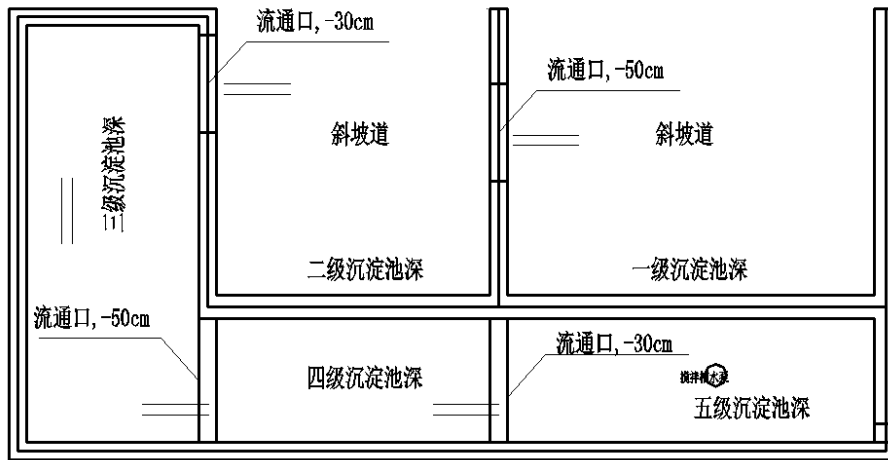 流通口,-30cm
流通口,-50cm
斜坡道
斜坡道
三级沉淀池深
二级沉淀池深
一级沉淀池深
流通口,-50cm
流通口,-30cm
四级沉淀池深
五级沉淀池深